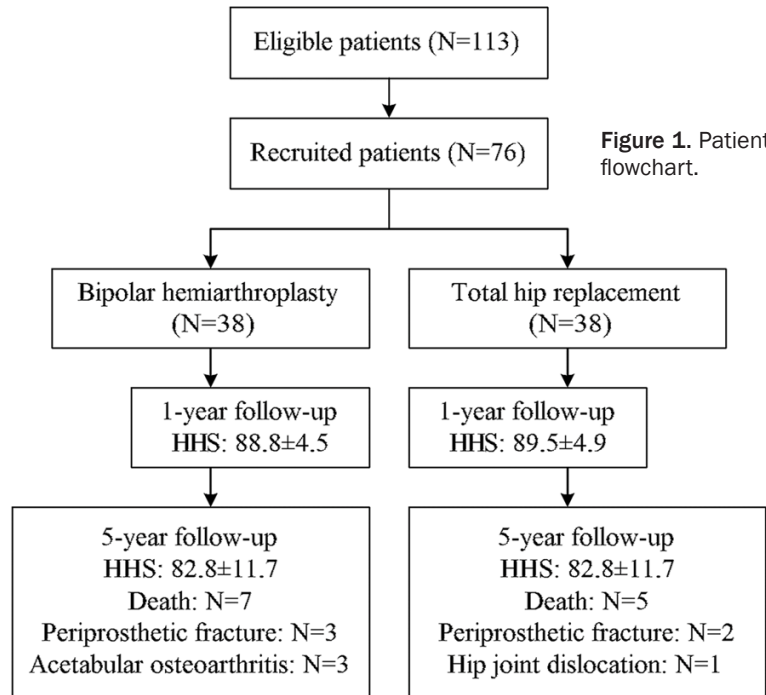 Eligible patients (N=113)
Recruited patients (N=76)
Figure 1. Patient
flowchart.
Bipolar hemiarthroplasty
(N=38)
Total hip replacement
(N=38)
1-year follow-up
HHS: 88.8±4.5
1-year follow-up
HHS: 89.5±4.9
5-year follow-up
HHS: 82.8±11.7
Death: N=7
Periprosthetic fracture: N=3
Acetabular osteoarthritis: N=3
5-year follow-up
HHS: 82.8±11.7
Death: N=5
Periprosthetic fracture: N=2
Hip joint dislocation: N=1